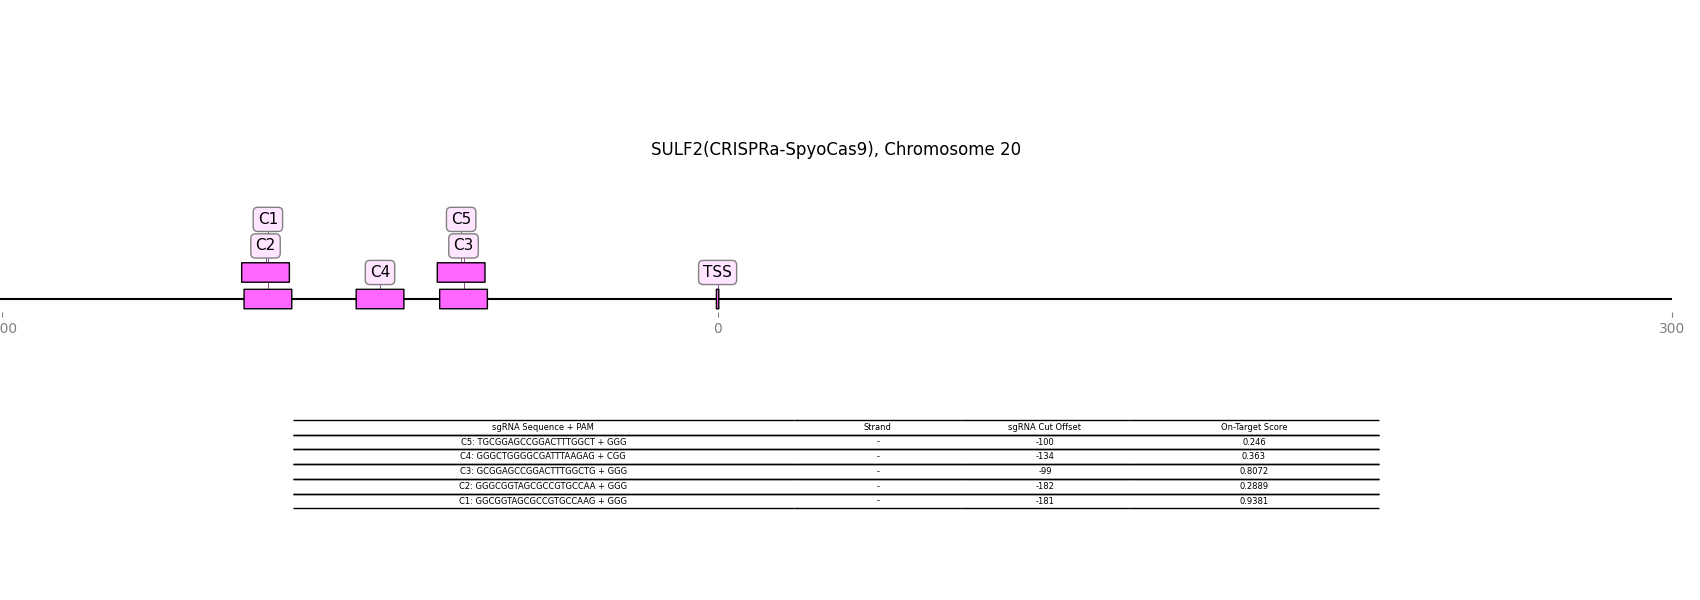 SULF2(CRISPRa-SpyoCas9), Chromosome 20
C1 C5
C2 C3
C4 TSS
00 0 300
sgRNA Sequence + PAM Strand sgRNA Cut Offset On-Target Score
C5: TGCGGAGCCGGACTTTGGCT + GGG - -100 0.246
C4: GGGCTGGGGCGATTTAAGAG + CGG - -134 0.363
C3: GCGGAGCCGGACTTTGGCTG + GGG - -99 0.8072
C2: GGGCGGTAGCGCCGTGCCAA + GGG - -182 0.2889
C1: GGCGGTAGCGCCGTGCCAAG + GGG - -181 0.9381